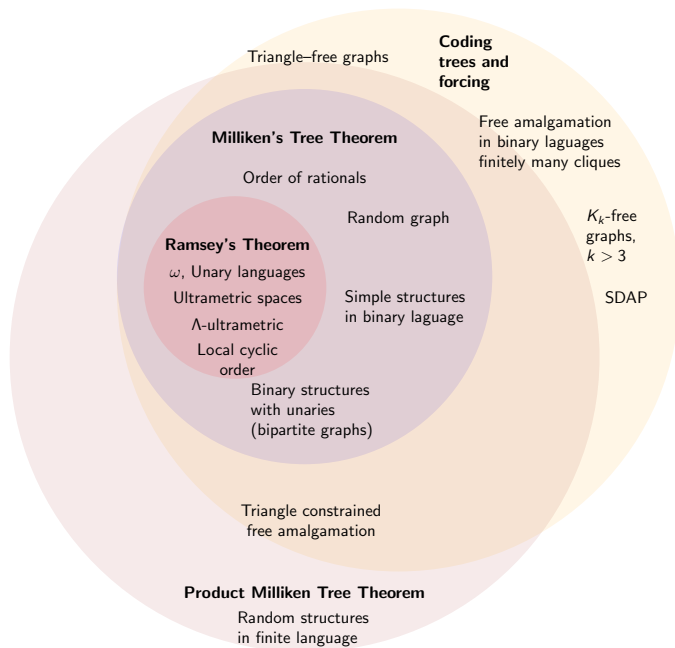 Triangle–free graphs
Coding
trees and
forcing
Free amalgamation
in binary laguages
finitely many cliques
Milliken's Tree Theorem
Order of rationals
Random graph
K_k-free
graphs,
k > 3
SDAP
Ramsey's Theorem
ω, Unary languages
Ultrametric spaces
Λ-ultrametric
Local cyclic
order
Simple structures
in binary laguage
Binary structures
with unaries
(bipartite graphs)
Triangle constrained
free amalgamation
Product Milliken Tree Theorem
Random structures
in finite language